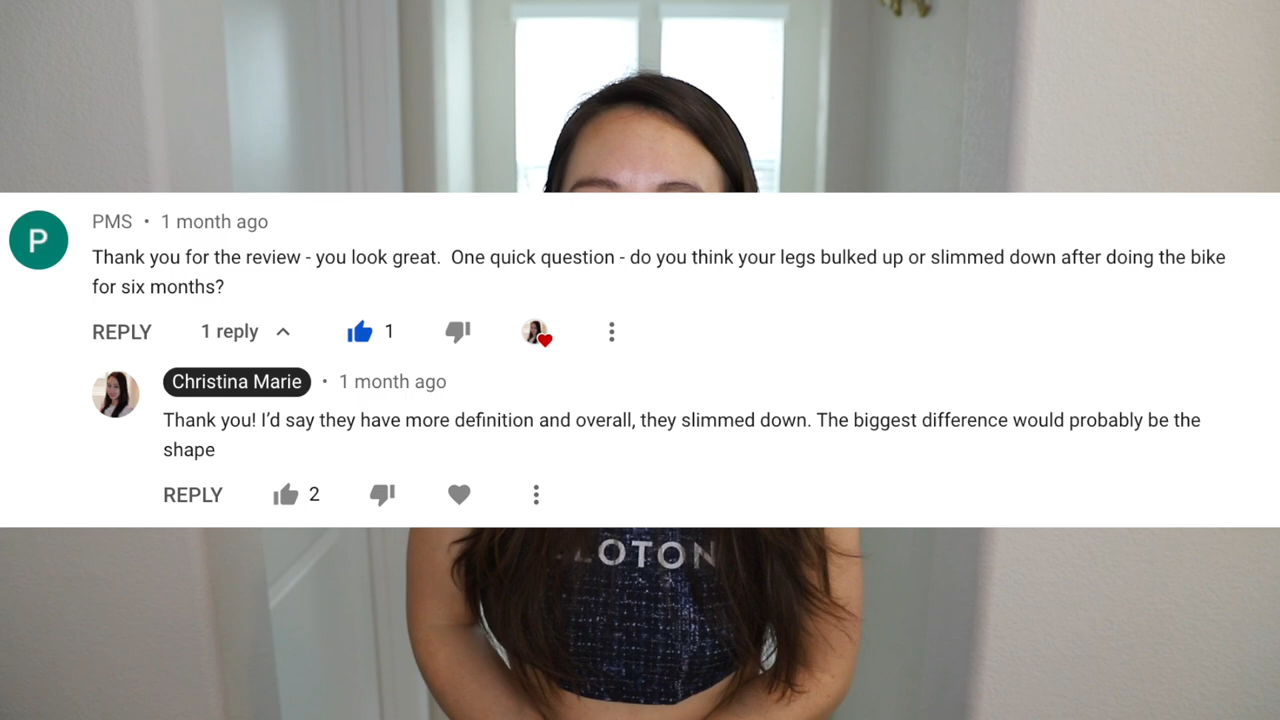 P
PMS • 1 month ago
Thank you for the review - you look great.  One quick question - do you think your legs bulked up or slimmed down after doing the bike
for six months?
REPLY 1 reply 1
Christina Marie • 1 month ago
Thank you! I’d say they have more definition and overall, they slimmed down. The biggest difference would probably be the
shape
REPLY 2
LOTON